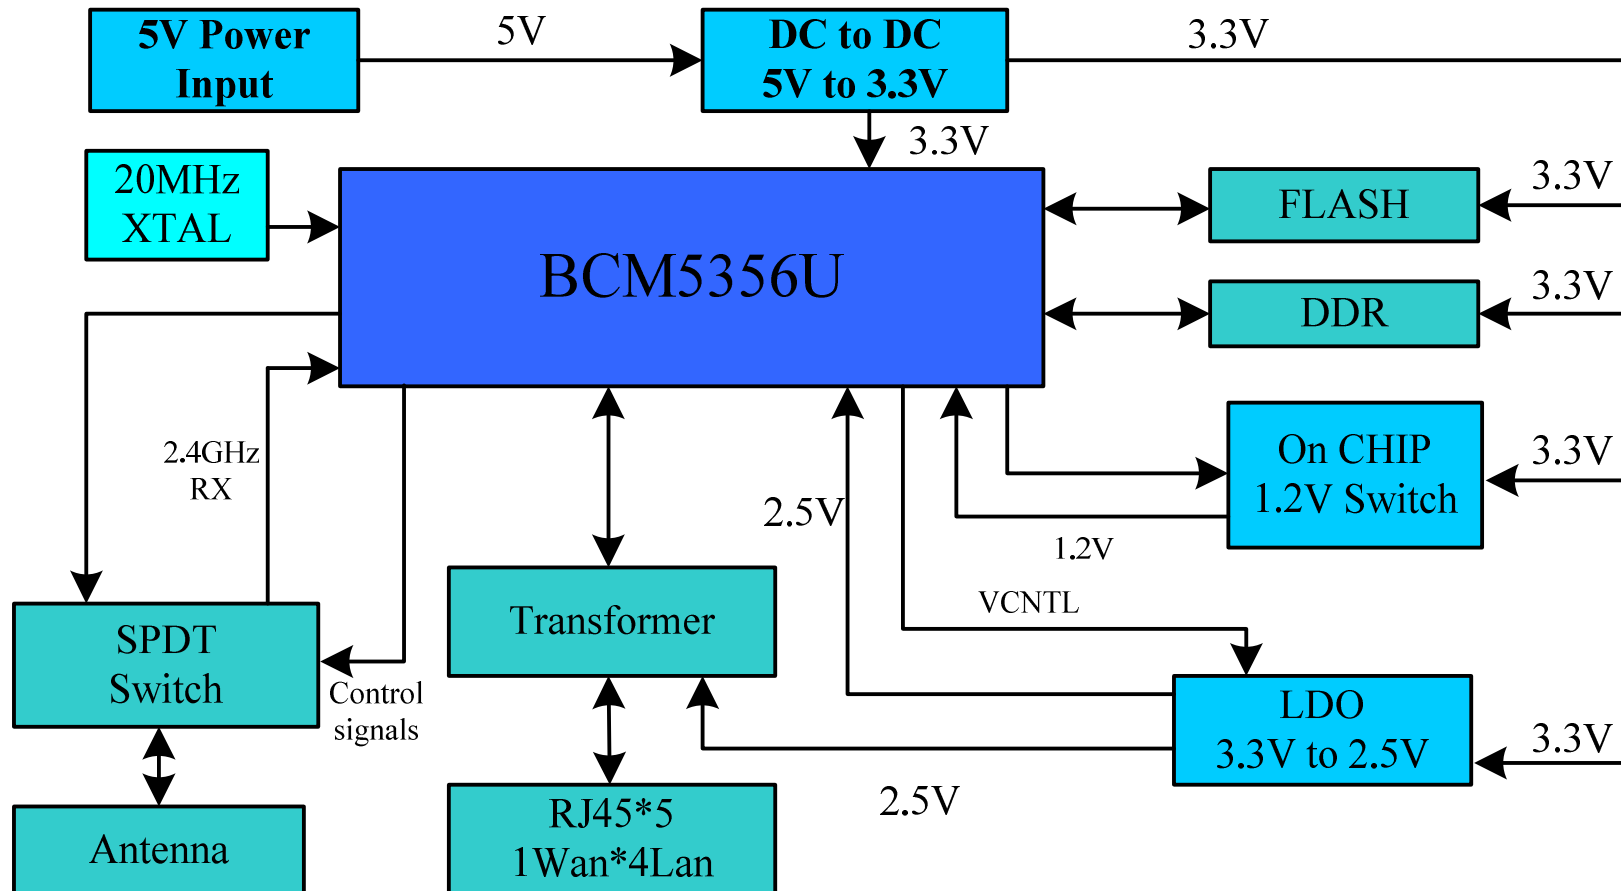 5V Power
Input
5V
DC to DC
5V to 3.3V
3.3V
3.3V
20MHz
XTAL
BCM5356U
FLASH
3.3V
DDR
3.3V
2.4GHz
RX
On CHIP
1.2V Switch
3.3V
2.5V
1.2V
VCNTL
Transformer
SPDT
Switch
Control
signals
LDO
3.3V to 2.5V
3.3V
2.5V
RJ45*5
1Wan*4Lan
Antenna